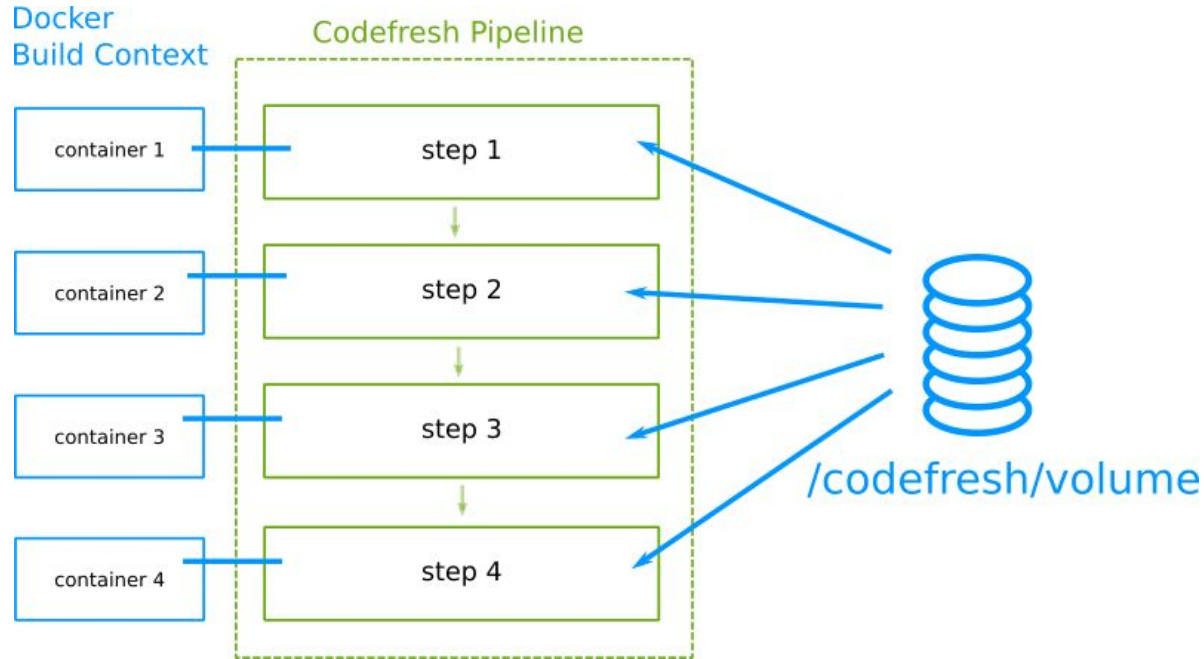 Docker
Build Context
Codefresh Pipeline
container 1
step 1
container 2
step 2
container 3
step 3
/codefresh/volume
container 4
step 4